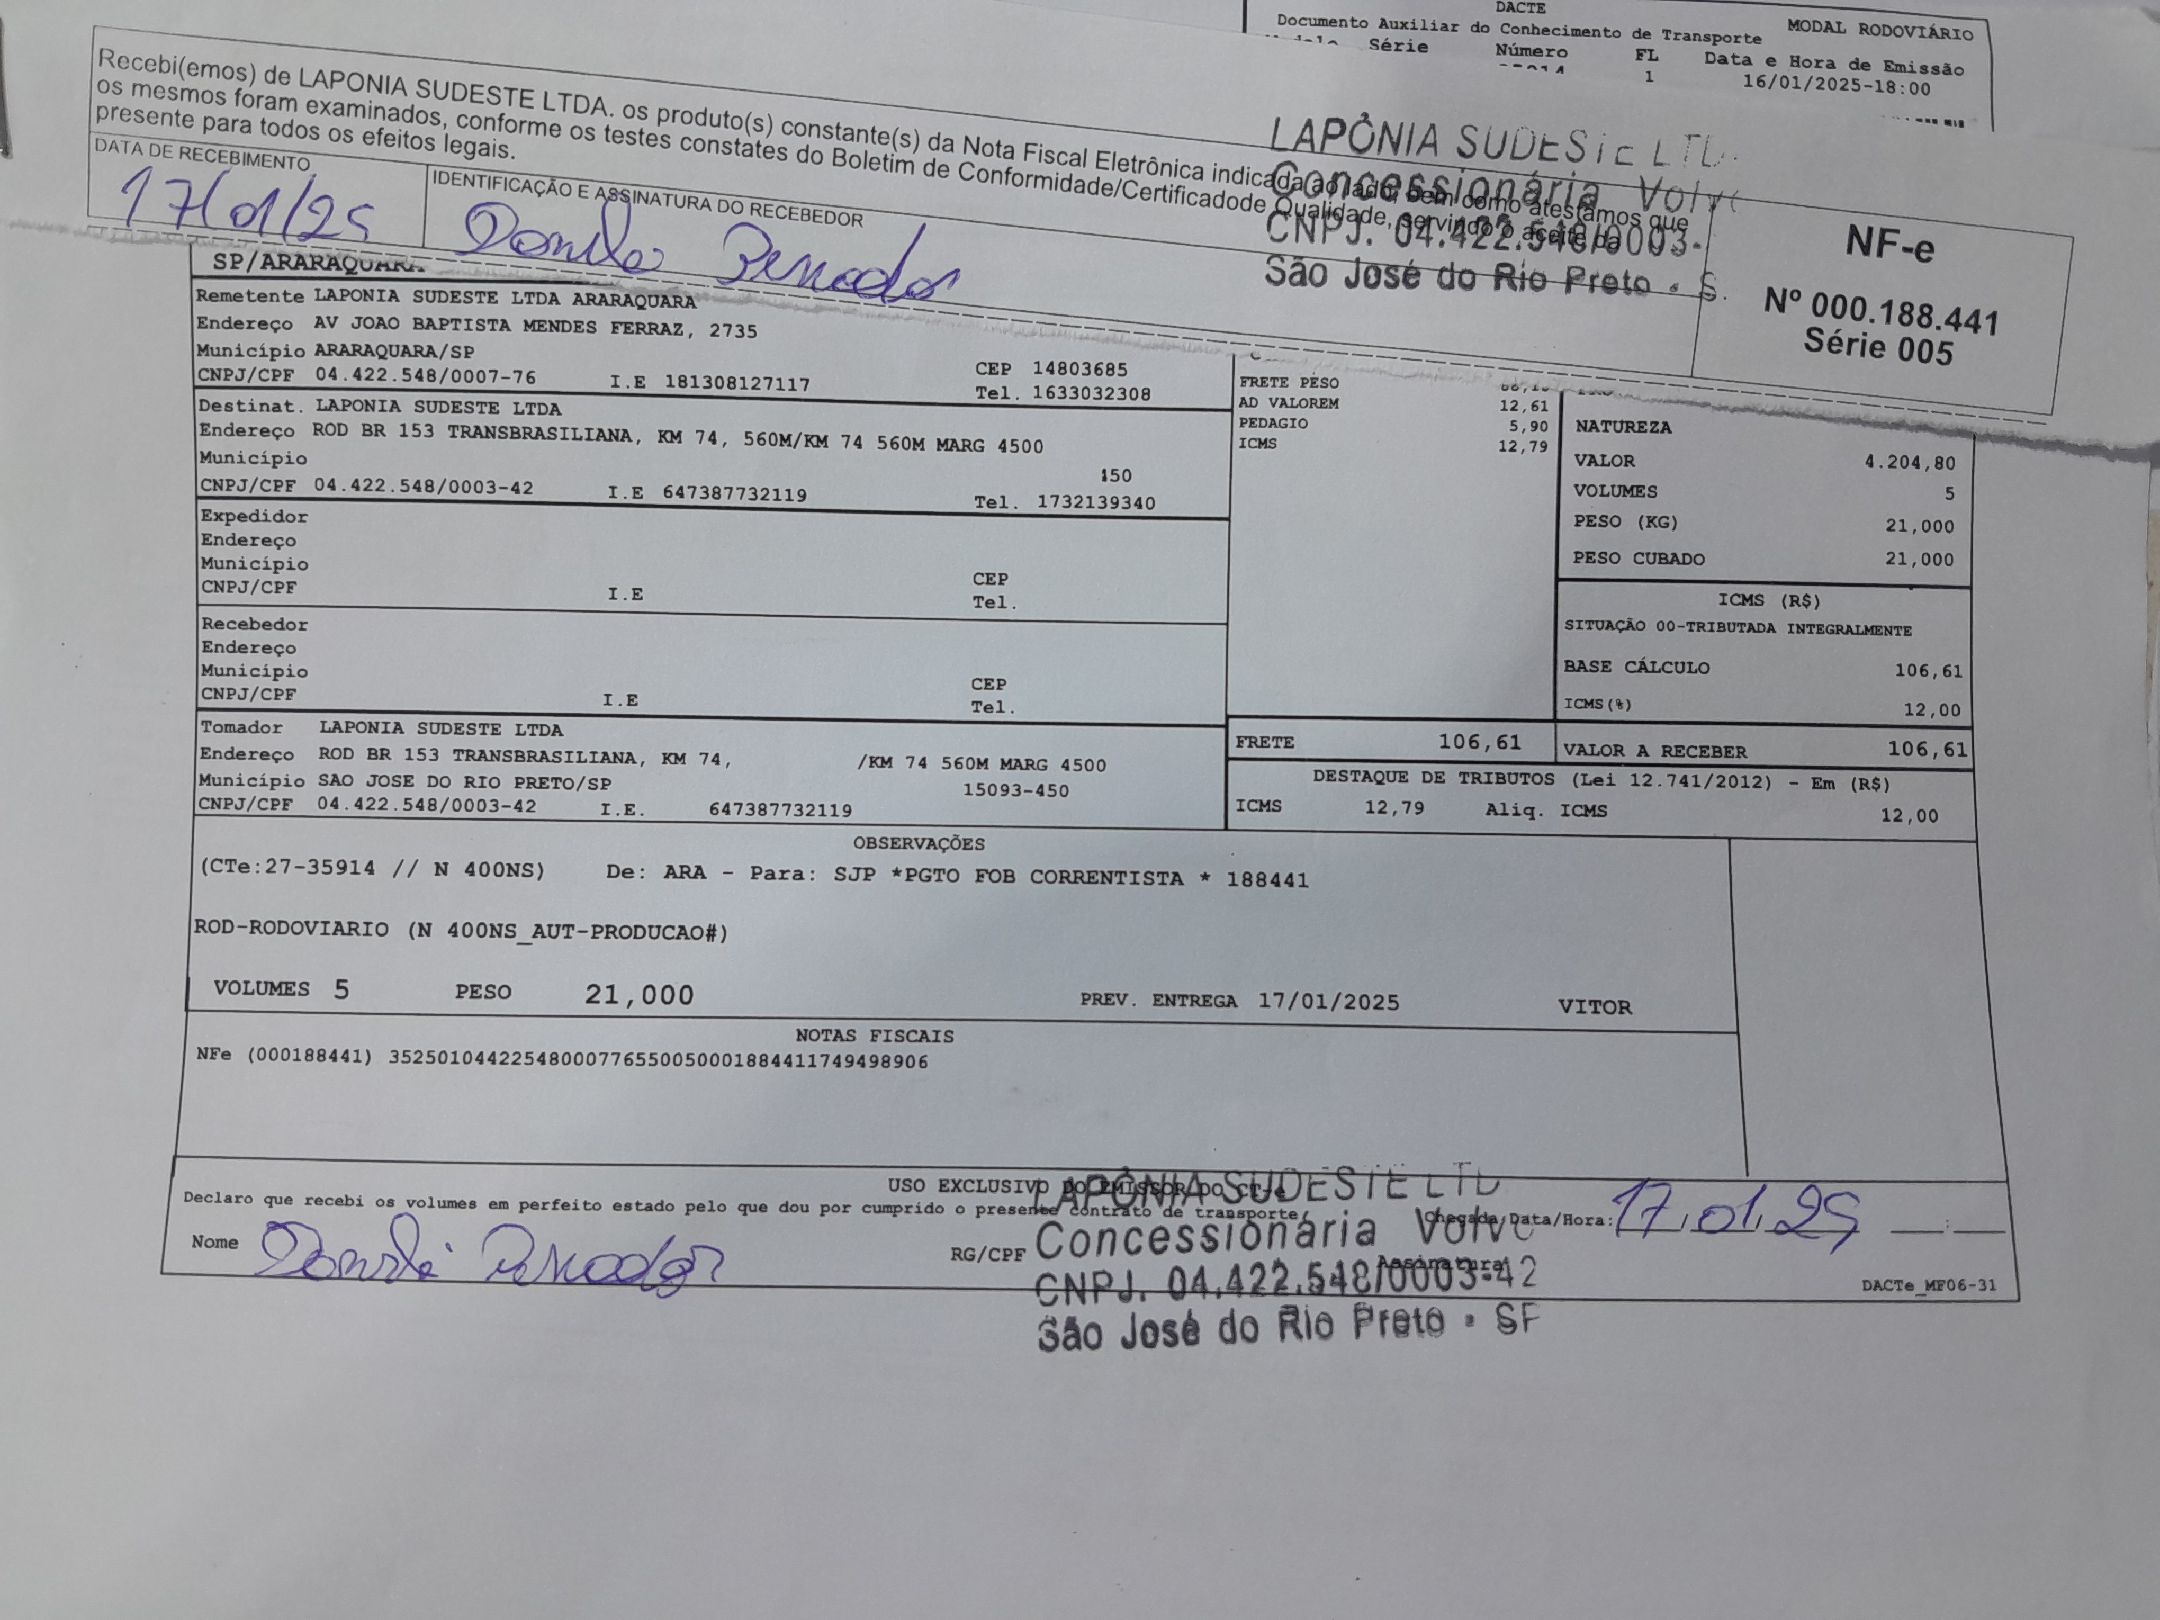 DACTE
Documento Auxiliar do Conhecimento de Transporte MODAL RODOVIÁRIO
Série Número FL Data e Hora de Emissão
1 16/01/2025-18:00
Recebi(emos) de LAPONIA SUDESTE LTDA. os produto(s) constante(s) da Nota Fiscal Eletrônica indicada ao lado, bem como atestamos que
os mesmos foram examinados, conforme os testes constates do Boletim de Conformidade/Certificadode Qualidade, servindo o aceite da
presente para todos os efeitos legais.
LAPÔNIA SUDESTE LTD
Concessionária Volvo
CNPJ. 04.422.548/0003-
São José do Rio Preto - S.
DATA DE RECEBIMENTO
17/01/25
IDENTIFICAÇÃO E ASSINATURA DO RECEBEDOR
NF-e
Nº 000.188.441
Série 005
SP/ARARAQUARA
Remetente LAPONIA SUDESTE LTDA ARARAQUARA
Endereço AV JOAO BAPTISTA MENDES FERRAZ, 2735
Município ARARAQUARA/SP CEP 14803685
CNPJ/CPF 04.422.548/0007-76 I.E 181308127117 Tel. 1633032308
Destinat. LAPONIA SUDESTE LTDA
Endereço ROD BR 153 TRANSBRASILIANA, KM 74, 560M/KM 74 560M MARG 4500
Município 450
CNPJ/CPF 04.422.548/0003-42 I.E 647387732119 Tel. 1732139340
Expedidor
Endereço
Município CEP
CNPJ/CPF I.E Tel.
Recebedor
Endereço
Município CEP
CNPJ/CPF I.E Tel.
Tomador LAPONIA SUDESTE LTDA
Endereço ROD BR 153 TRANSBRASILIANA, KM 74, /KM 74 560M MARG 4500
Município SAO JOSE DO RIO PRETO/SP 15093-450
CNPJ/CPF 04.422.548/0003-42 I.E. 647387732119
FRETE PESO
AD VALOREM 12,61
PEDAGIO 5,90
ICMS 12,79
NATUREZA
VALOR 4.204,80
VOLUMES 5
PESO (KG) 21,000
PESO CUBADO 21,000
ICMS (R$)
SITUAÇÃO 00-TRIBUTADA INTEGRALMENTE
BASE CÁLCULO 106,61
ICMS(%) 12,00
FRETE 106,61 VALOR A RECEBER 106,61
DESTAQUE DE TRIBUTOS (Lei 12.741/2012) - Em (R$)
ICMS 12,79 Aliq. ICMS 12,00
OBSERVAÇÕES
(CTe:27-35914 // N 400NS) De: ARA - Para: SJP *PGTO FOB CORRENTISTA * 188441
ROD-RODOVIARIO (N 400NS_AUT-PRODUCAO#)
VOLUMES 5 PESO 21,000 PREV. ENTREGA 17/01/2025 VITOR
NOTAS FISCAIS
NFe (000188441) 35250104422548000776550050001884411749498906
USO EXCLUSIVO DO EMISSOR DO CT-e
Declaro que recebi os volumes em perfeito estado pelo que dou por cumprido o presente contrato de transporte. Chegada Data/Hora: 17/01/25 __:__
Nome RG/CPF Assinatura
DACTe_MF06-31
LAPÔNIA SUDESTE LTD
Concessionária Volvo
CNPJ. 04.422.548/0003-42
São José do Rio Preto - SP